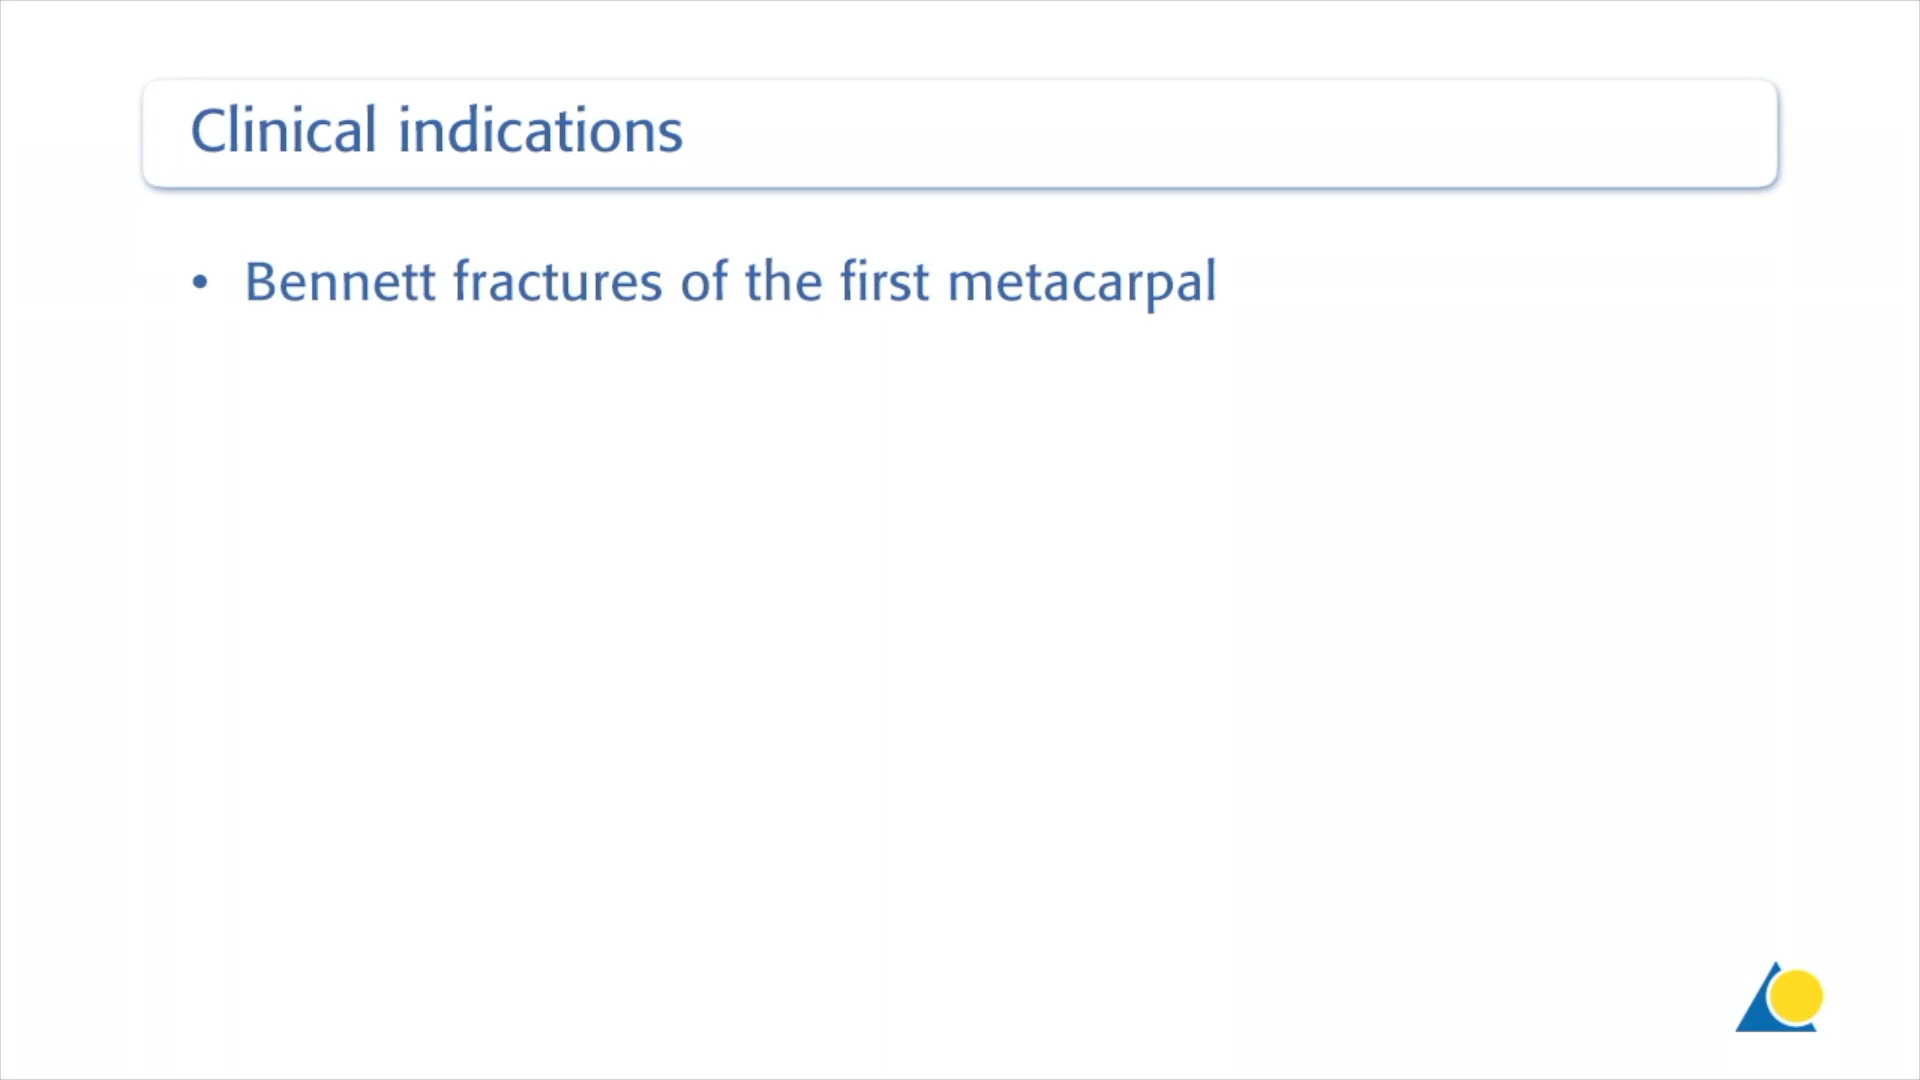 Clinical indications
• Bennett fractures of the first metacarpal